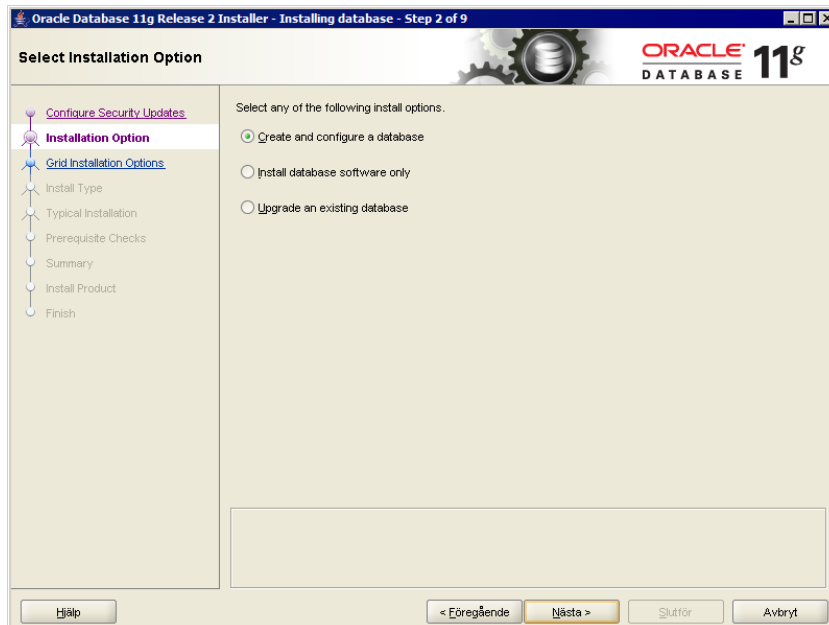 Oracle Database 11g Release 2 Installer - Installing database - Step 2 of 9
Select Installation Option
ORACLE
DATABASE 11g
Configure Security Updates
Installation Option
Grid Installation Options
Install Type
Typical Installation
Prerequisite Checks
Summary
Install Product
Finish
Select any of the following install options.
Create and configure a database
Install database software only
Upgrade an existing database
Hjälp
< Föregående
Nästa >
Slutför
Avbryt